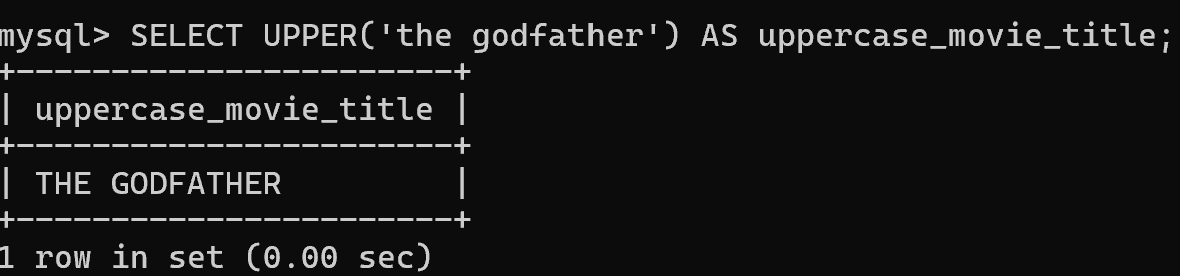 mysql> SELECT UPPER('the godfather') AS uppercase_movie_title;
+-----------------------+
| uppercase_movie_title |
+-----------------------+
| THE GODFATHER         |
+-----------------------+
1 row in set (0.00 sec)